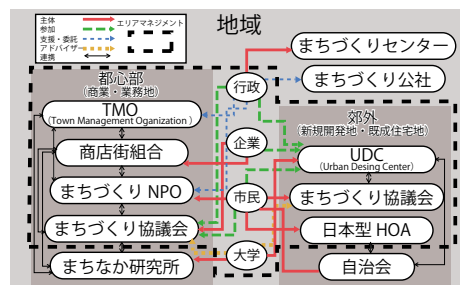 主体
参加
支援・委託
アドバイザー
連携
エリアマネジメント
地域
まちづくりセンター
まちづくり公社
都心部
（商業・業務地）
行政
TMO
(Town Management Oganization )
郊外
（新規開発地・既成住宅地）
商店街組合
企業
UDC
(Urban Desing Center)
まちづくり NPO
市民
まちづくり協議会
まちづくり協議会
日本型 HOA
まちなか研究所
大学
自治会